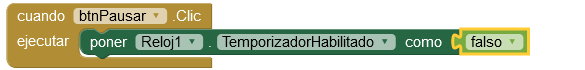 cuando btnPausar .Clic
ejecutar poner Reloj1 . TemporizadorHabilitado como falso